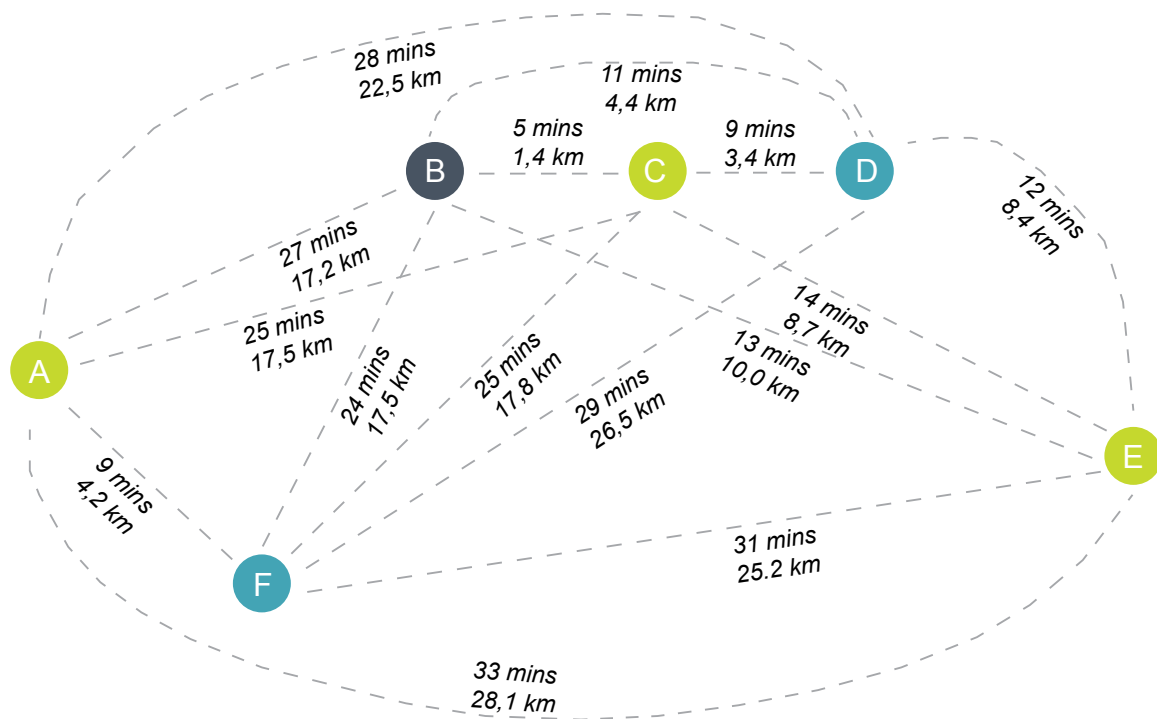 28 mins
22,5 km
11 mins
4,4 km
5 mins
1,4 km
9 mins
3,4 km
B
C
D
12 mins
8,4 km
27 mins
17,2 km
25 mins
17,5 km
14 mins
8,7 km
13 mins
10,0 km
A
24 mins
17,5 km
25 mins
17,8 km
29 mins
26,5 km
E
9 mins
4,2 km
31 mins
25.2 km
F
33 mins
28,1 km